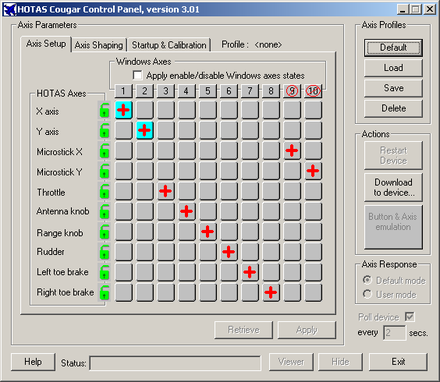 HOTAS Cougar Control Panel, version 3.01
Axis Parameters
Axis Setup Axis Shaping Startup & Calibration Profile : <none>
Windows Axes
Apply enable/disable Windows axes states
HOTAS Axes 1 2 3 4 5 6 7 8 9 10
X axis
Y axis
Microstick X
Microstick Y
Throttle
Antenna knob
Range knob
Rudder
Left toe brake
Right toe brake
Retrieve Apply
Axis Profiles
Default
Load
Save
Delete
Actions
Restart
Device
Download
to device...
Button & Axis
emulation
Axis Response
Default mode
User mode
Poll device
every 2 secs.
Help Status: Viewer Hide Exit